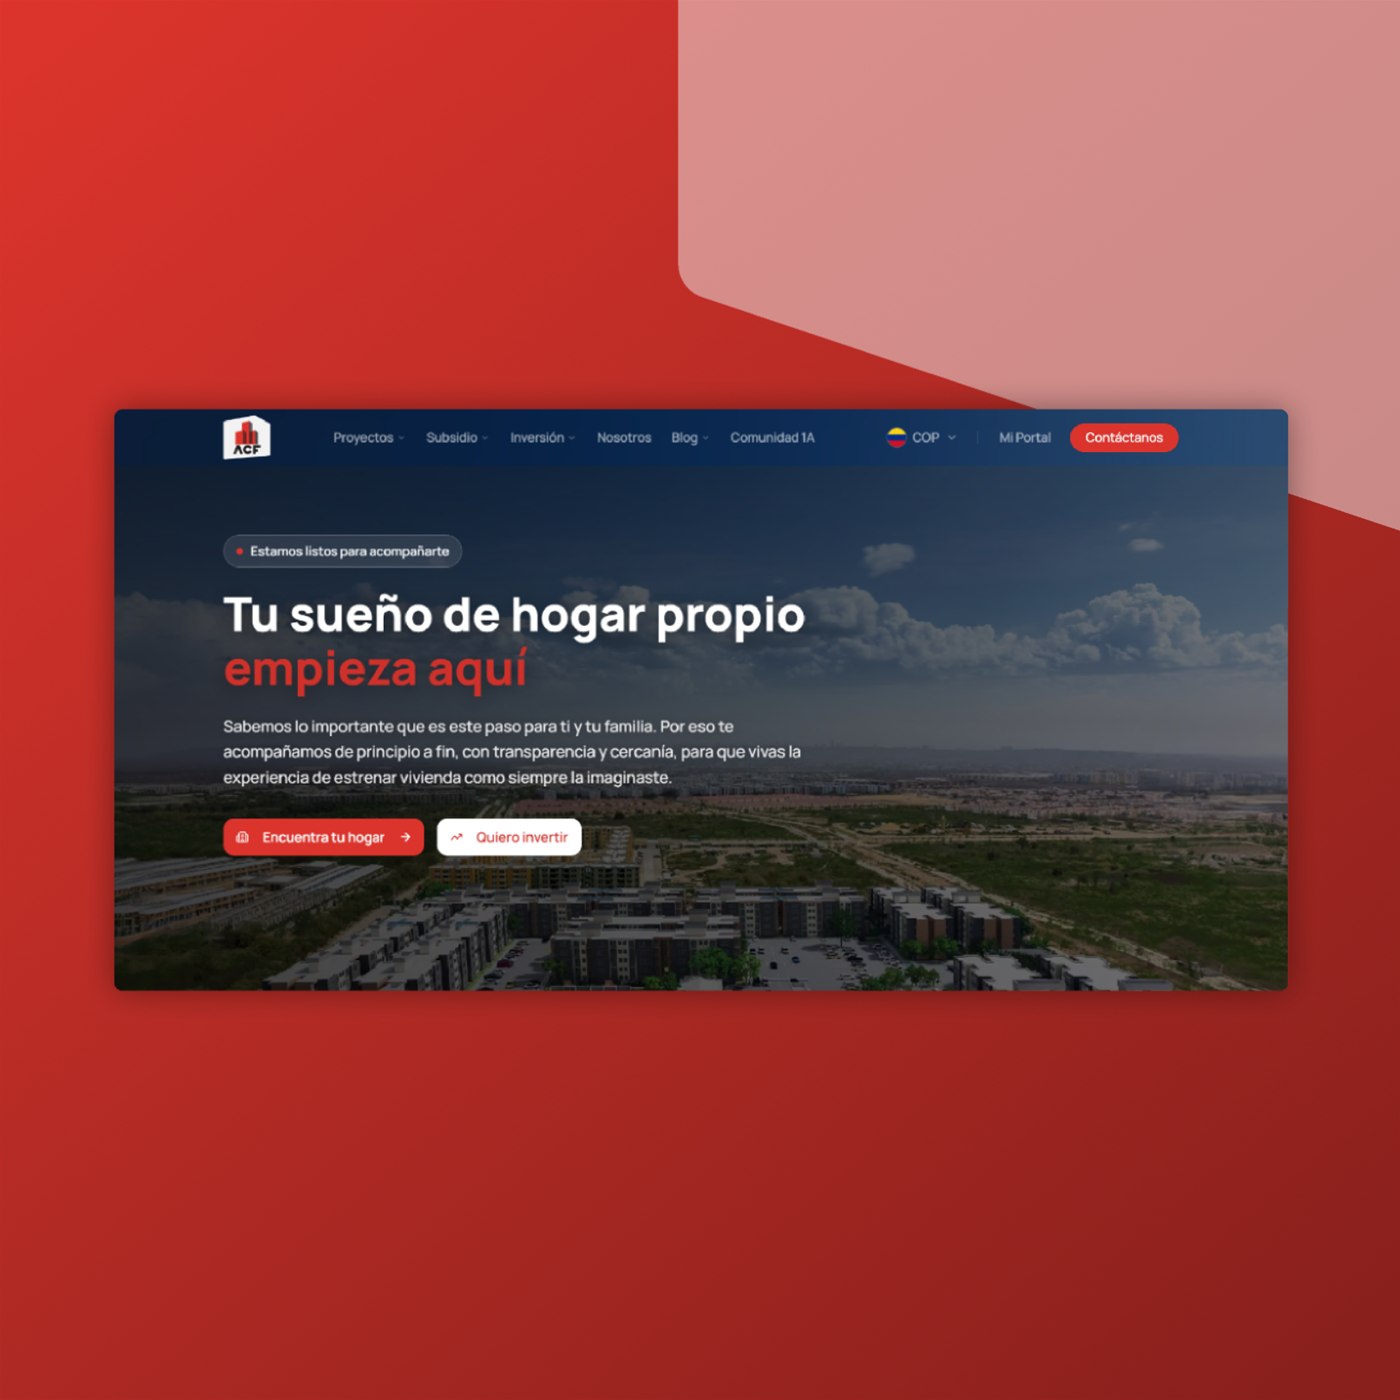 ACF
Proyectos
Subsidio
Inversión
Nosotros
Blog
Comunidad 1A
COP
Mi Portal
Contáctanos
Estamos listos para acompañarte
Tu sueño de hogar propio
empieza aquí
Sabemos lo importante que es este paso para ti y tu familia. Por eso te
acompañamos de principio a fin, con transparencia y cercanía, para que vivas la
experiencia de estrenar vivienda como siempre la imaginaste.
Encuentra tu hogar
Quiero invertir